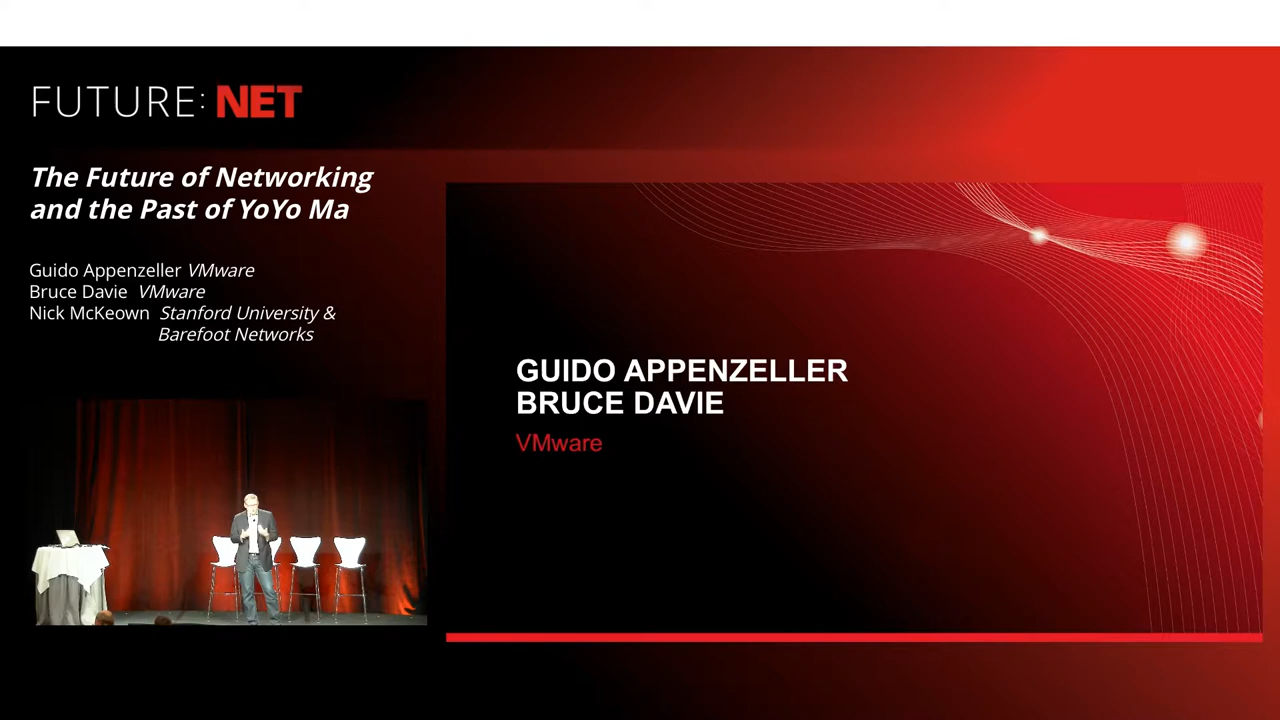 FUTURE:NET
The Future of Networking
and the Past of YoYo Ma
Guido Appenzeller VMware
Bruce Davie VMware
Nick McKeown Stanford University &
Barefoot Networks
GUIDO APPENZELLER
BRUCE DAVIE
VMware